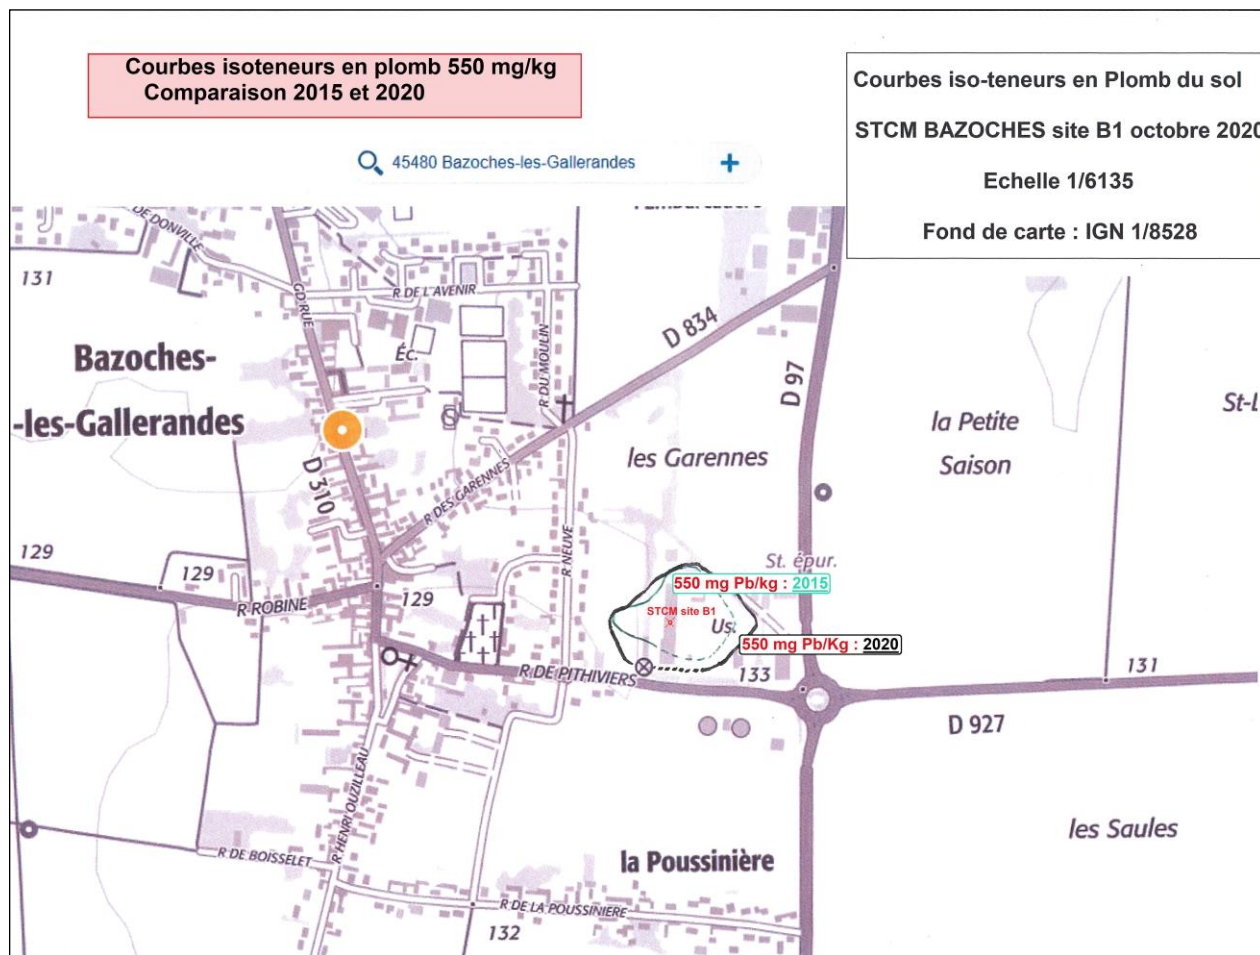 Courbes isoteneurs en plomb 550 mg/kg
Comparaison 2015 et 2020
Courbes iso-teneurs en Plomb du sol
STCM BAZOCHES site B1 octobre 2020
Echelle 1/6135
Fond de carte : IGN 1/8528
45480 Bazoches-les-Gallerandes
DE DONVILLE
131
GD RUE
R DE L'AVENIR
Éc.
R DU MOULIN
D 834
D 97
Bazoches-
-les-Gallerandes
la Petite
Saison
St-L
les Garennes
D 310
R DES GARENNES
R NEUVE
129
129
R ROBINE
129
St. épur.
550 mg Pb/kg : 2015
STCM site B1
Us.
550 mg Pb/Kg : 2020
R DE PITHIVIERS
133
131
D 927
R HENRI OUZILLEAU
R DE BOISSELET
la Poussinière
les Saules
R DE LA POUSSINIERE
132